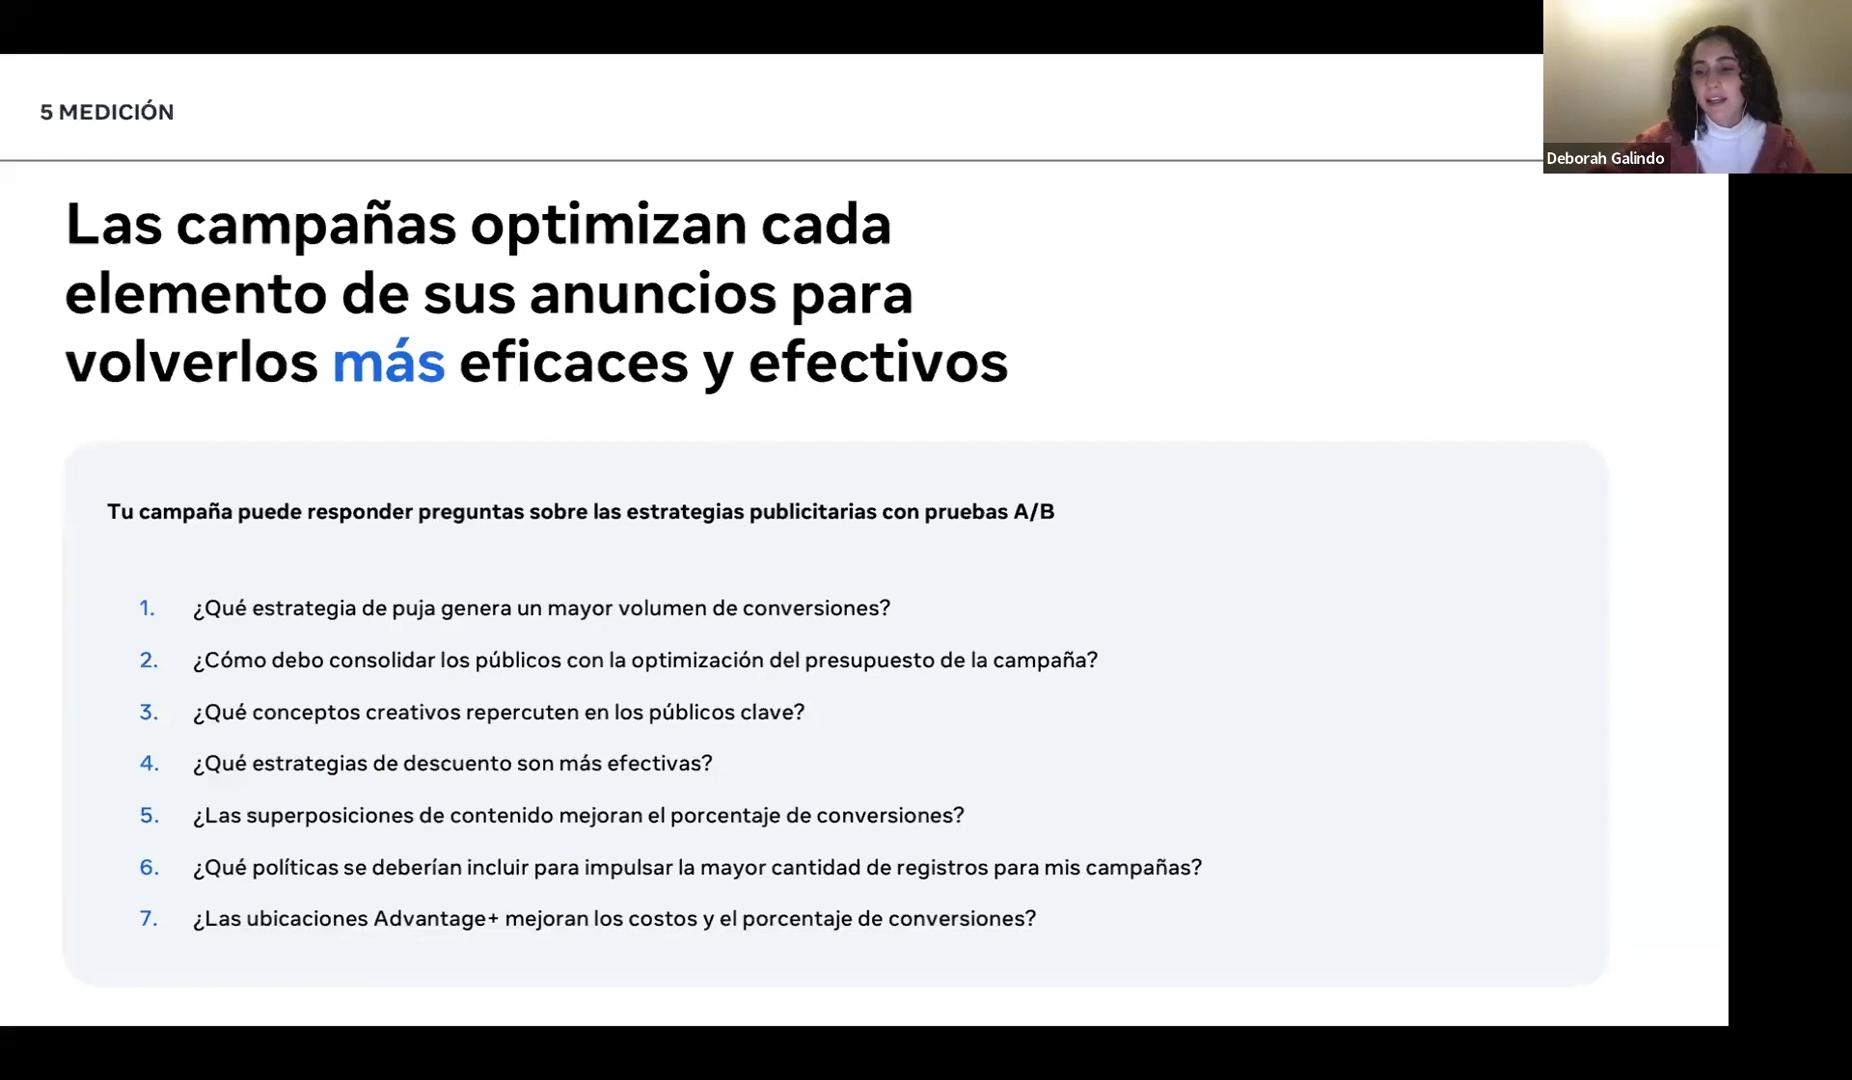 5 MEDICIÓN
Deborah Galindo
Las campañas optimizan cada
elemento de sus anuncios para
volverlos más eficaces y efectivos
Tu campaña puede responder preguntas sobre las estrategias publicitarias con pruebas A/B
1. ¿Qué estrategia de puja genera un mayor volumen de conversiones?
2. ¿Cómo debo consolidar los públicos con la optimización del presupuesto de la campaña?
3. ¿Qué conceptos creativos repercuten en los públicos clave?
4. ¿Qué estrategias de descuento son más efectivas?
5. ¿Las superposiciones de contenido mejoran el porcentaje de conversiones?
6. ¿Qué políticas se deberían incluir para impulsar la mayor cantidad de registros para mis campañas?
7. ¿Las ubicaciones Advantage+ mejoran los costos y el porcentaje de conversiones?